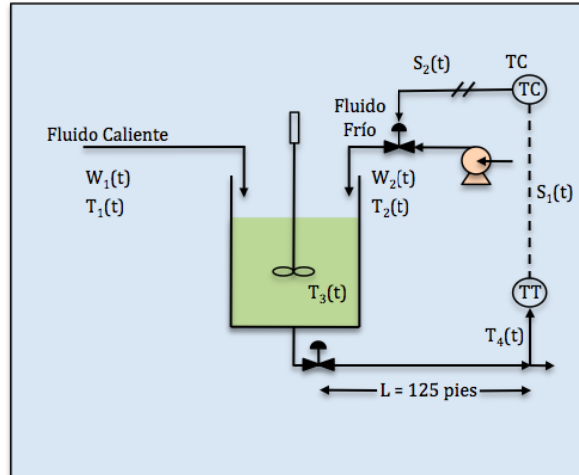 S₂(t)
TC
TC
Fluido
Frío
Fluido Caliente
W₁(t)
T₁(t)
W₂(t)
T₂(t)
S₁(t)
T₃(t)
TT
T₄(t)
L = 125 pies